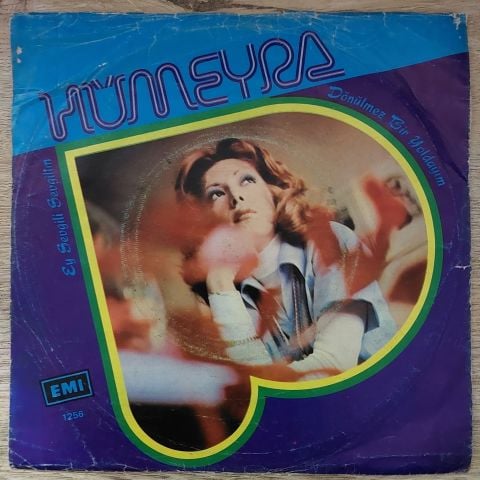 HÜMEYRA
Ey Sevgili Sevgilim
Dönülmez Bir Yoldayım
EMI
1256